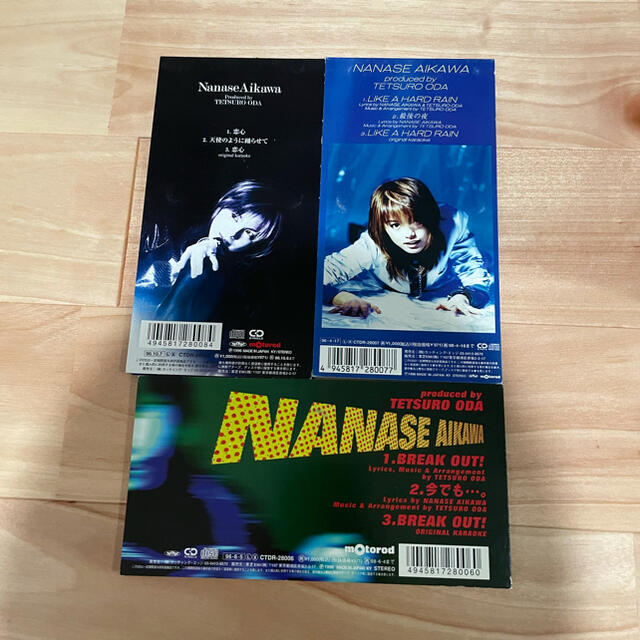 NanaseAikawa
Produced by
TETSURO ODA
1. 恋心
2. 天使のように踊らせて
3. 恋心
original karaoke
4945817280084
motorod
NANASE AIKAWA
produced by
TETSURO ODA
1.LIKE A HARD RAIN
Lyrics by NANASE AIKAWA & TETSURO ODA
Music & Arrangement by TETSURO ODA
2.最後の夜
Lyrics by NANASE AIKAWA
Music & Arrangement by TETSURO ODA
3.LIKE A HARD RAIN
original karaoke
CTDR-28007
4 945817 280077
motorod
produced by
TETSURO ODA
NANASE AIKAWA
1.BREAK OUT!
Lyrics, Music & Arrangement
by TETSURO ODA
2.今でも…。
Lyrics by NANASE AIKAWA
Music & Arrangement by TETSURO ODA
3.BREAK OUT!
ORIGINAL KARAOKE
CTDR-28006
motorod
4945817280060